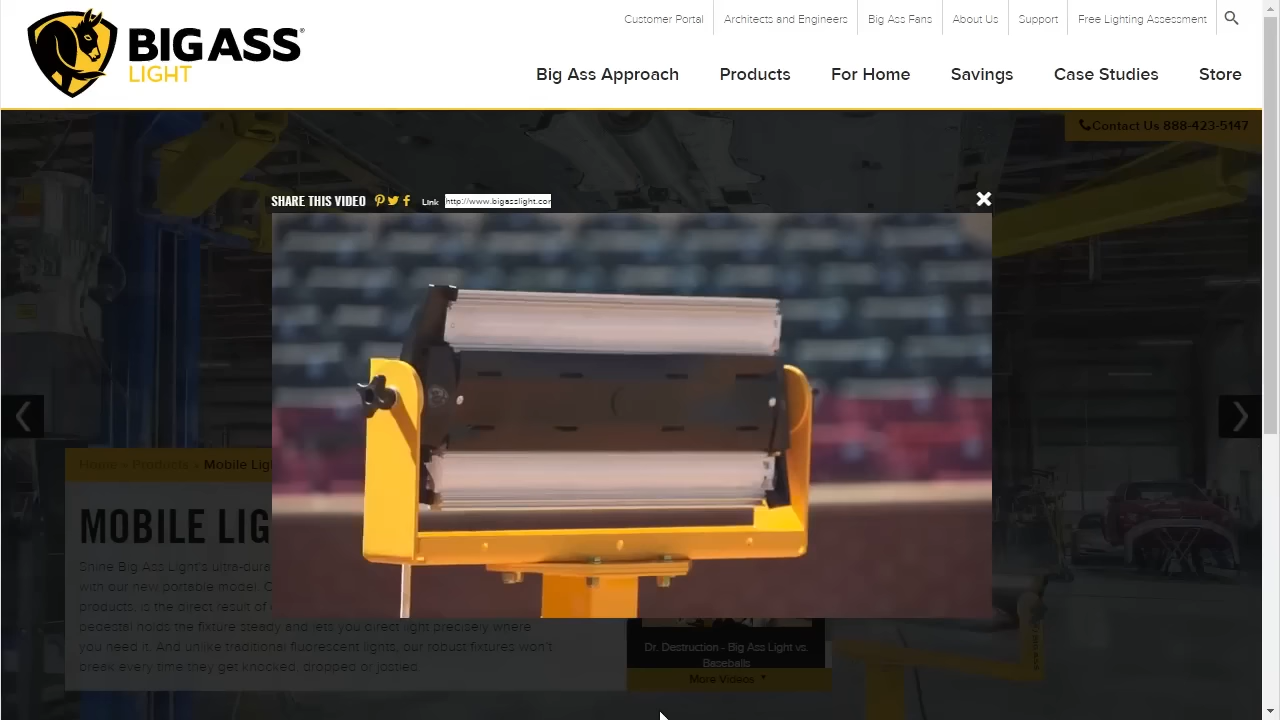 Customer Portal
Architects and Engineers
Big Ass Fans
About Us
Support
Free Lighting Assessment
BIG ASS®
LIGHT
Big Ass Approach
Products
For Home
Savings
Case Studies
Store
Contact Us 888-423-5147
SHARE THIS VIDEO
Link
http://www.bigasslight.cor
Home » Products » Mobile Ligh
MOBILE LIG
Shine Big Ass Light's ultra-dura
with our new portable model. C
products, is the direct result of
pedestal holds the fixture steady and lets you direct light precisely where
you need it. And unlike traditional fluorescent lights, our robust fixtures won't
break every time they get knocked, dropped or jostled.
Dr. Destruction - Big Ass Light vs.
Baseballs
More Videos